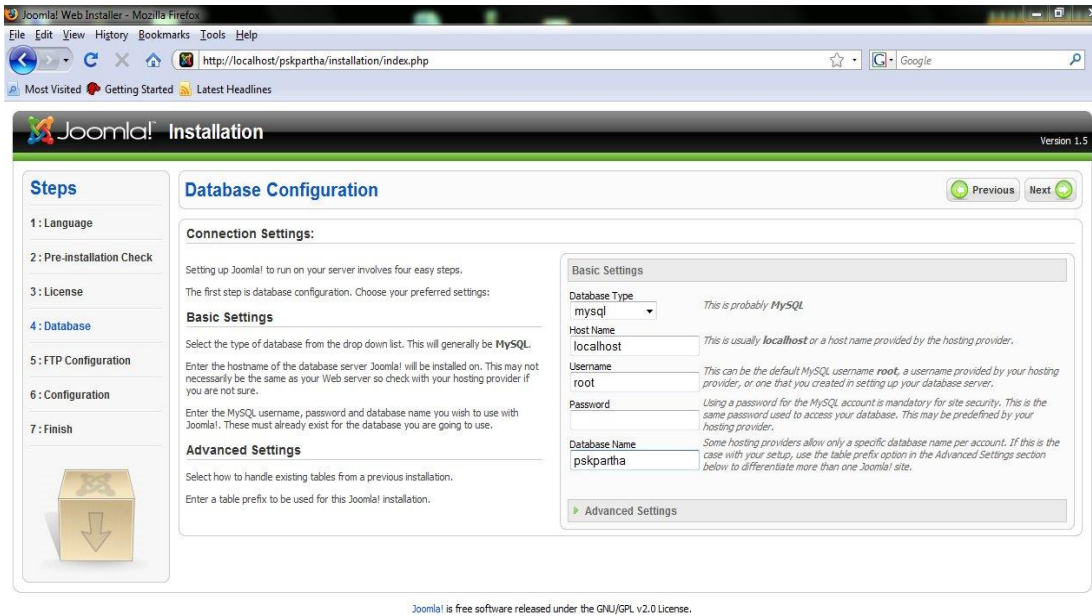 Joomla! Web Installer - Mozilla Firefox
File Edit View History Bookmarks Tools Help
http://localhost/pskpartha/installation/index.php
G Google
Most Visited Getting Started Latest Headlines
Joomla! Installation
Version 1.5
Steps
1 : Language
2 : Pre-installation Check
3 : License
4 : Database
5 : FTP Configuration
6 : Configuration
7 : Finish
Database Configuration
Previous Next
Connection Settings:
Setting up Joomla! to run on your server involves four easy steps.
The first step is database configuration. Choose your preferred settings:
Basic Settings
Select the type of database from the drop down list. This will generally be MySQL.
Enter the hostname of the database server Joomla! will be installed on. This may not
necessarily be the same as your Web server so check with your hosting provider if
you are not sure.
Enter the MySQL username, password and database name you wish to use with
Joomla!. These must already exist for the database you are going to use.
Advanced Settings
Select how to handle existing tables from a previous installation.
Enter a table prefix to be used for this Joomla! installation.
Basic Settings
Database Type
mysql
This is probably MySQL
Host Name
localhost
This is usually localhost or a host name provided by the hosting provider.
Username
root
This can be the default MySQL username root, a username provided by your hosting
provider, or one that you created in setting up your database server.
Password
Using a password for the MySQL account is mandatory for site security. This is the
same password used to access your database. This may be predefined by your
hosting provider.
Database Name
pskpartha
Some hosting providers allow only a specific database name per account. If this is the
case with your setup, use the table prefix option in the Advanced Settings section
below to differentiate more than one Joomla! site.
Advanced Settings
Joomla! is free software released under the GNU/GPL v2.0 License.